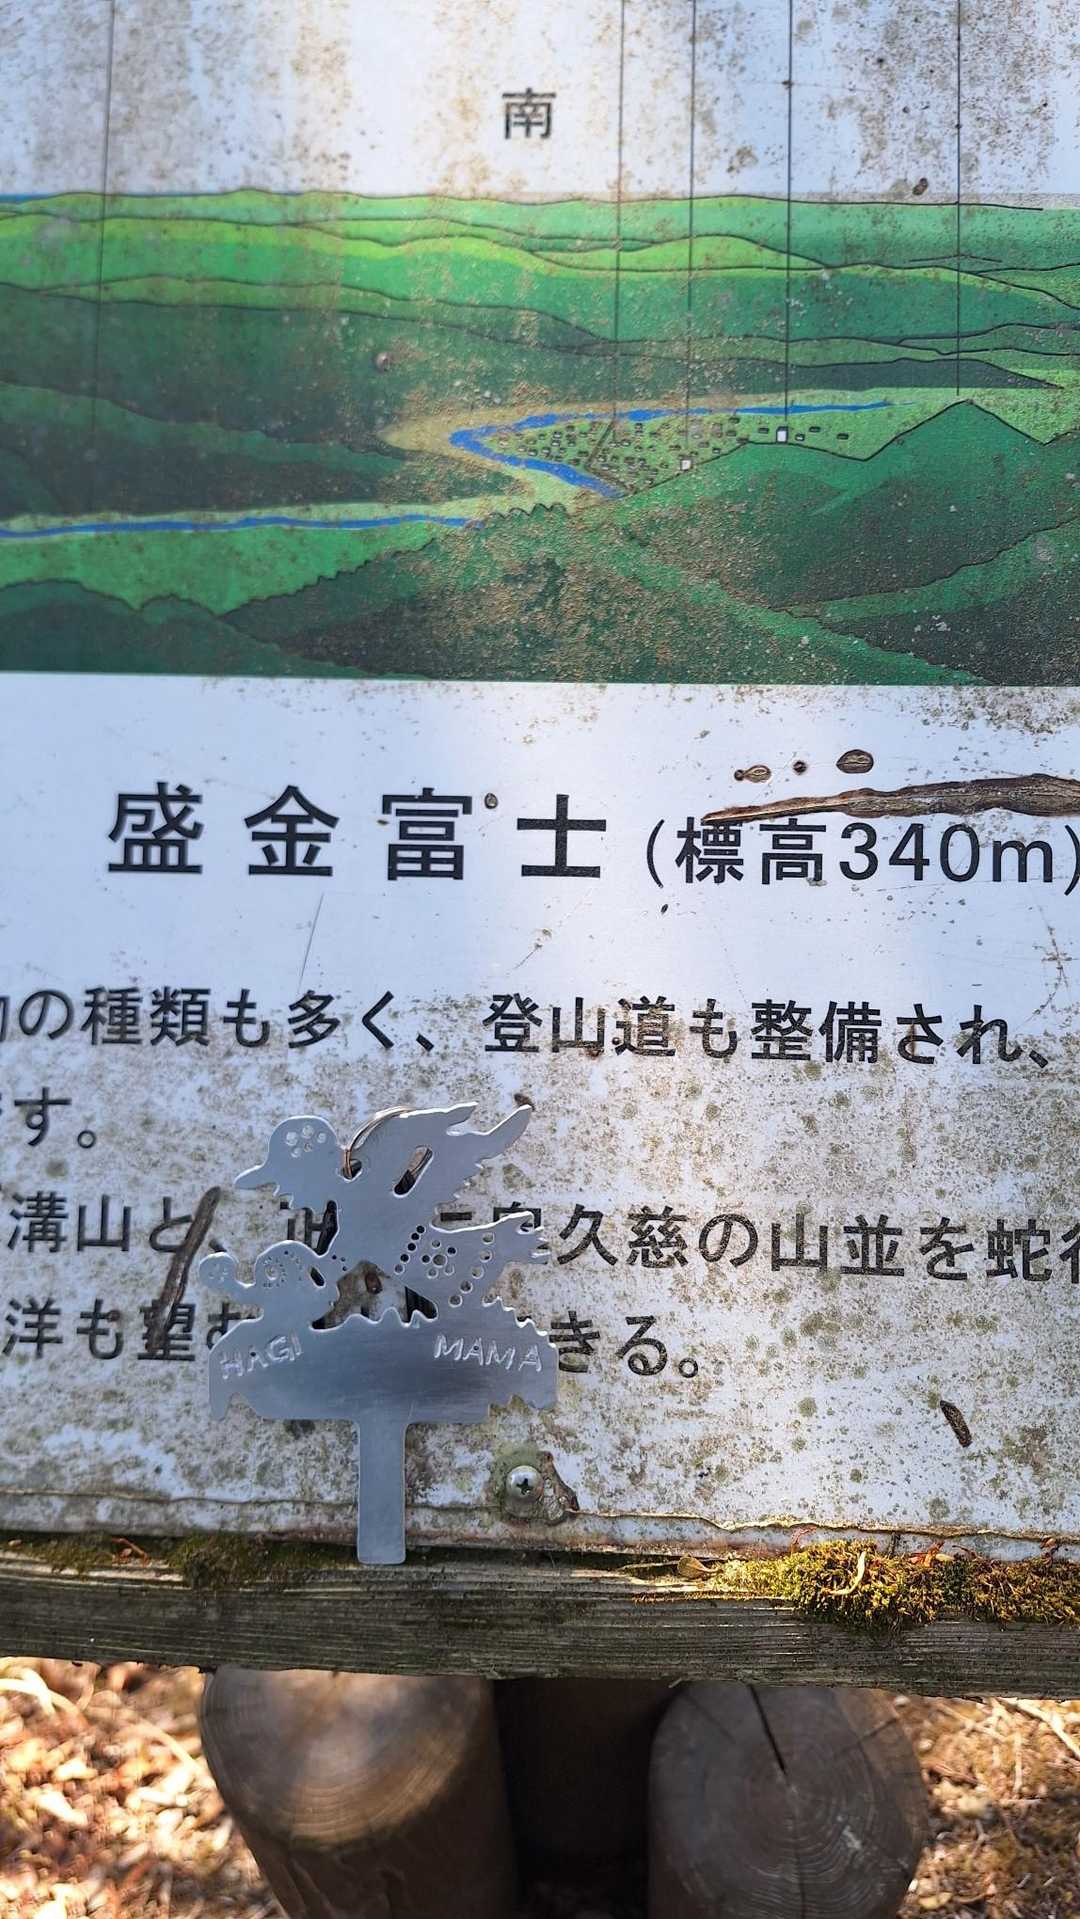 南
盛金富士(標高340m)
の種類も多く、登山道も整備され、
す。
溝山と、 久慈の山並を蛇行
洋も望む きる。
HAGI MAMA